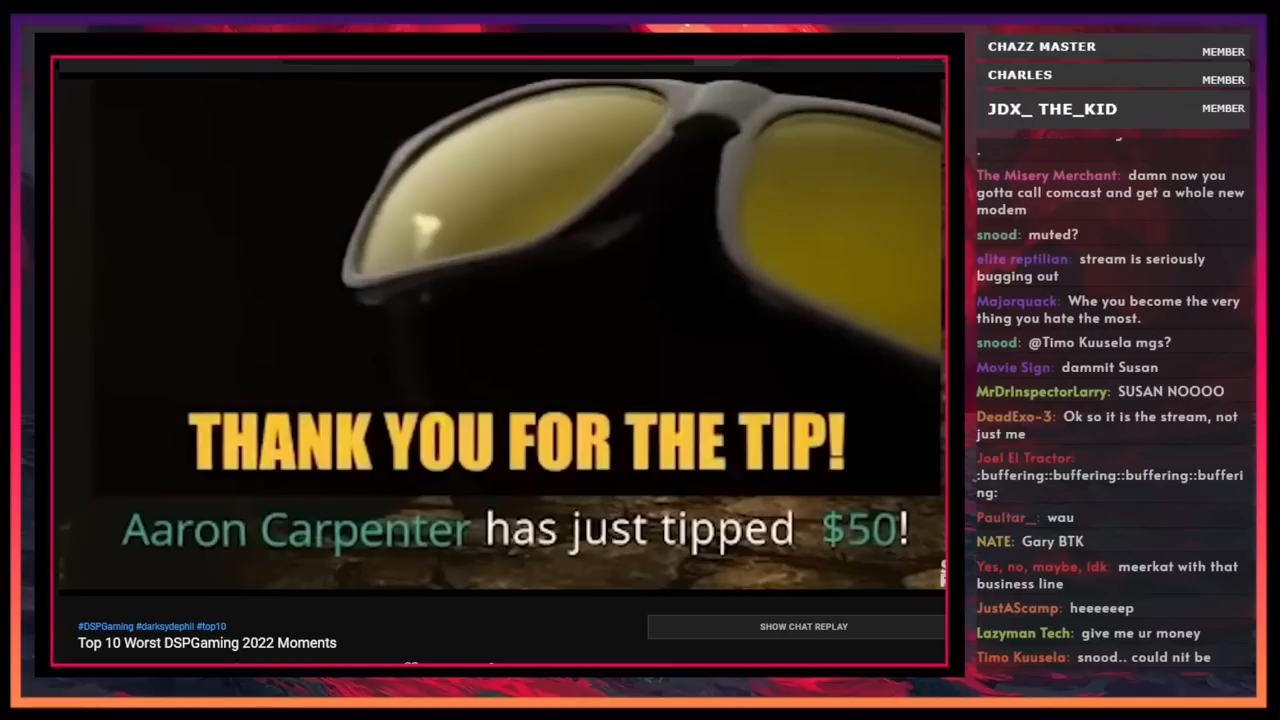 THANK YOU FOR THE TIP!
Aaron Carpenter has just tipped $50!
#DSPGaming #darksydephil #top10
Top 10 Worst DSPGaming 2022 Moments
SHOW CHAT REPLAY
CHAZZ MASTER MEMBER
CHARLES MEMBER
JDX_ THE_KID MEMBER
The Misery Merchant: damn now you
gotta call comcast and get a whole new
modem
snood: muted?
elite reptilian: stream is seriously
bugging out
Majorquack: Whe you become the very
thing you hate the most.
snood: @Timo Kuusela mgs?
Movie Sign: dammit Susan
MrDrInspectorLarry: SUSAN NOOOO
DeadExo-3: Ok so it is the stream, not
just me
Joel El Tractor:
:buffering::buffering::buffering::bufferi
ng:
Paultar_: wau
NATE: Gary BTK
Yes, no, maybe, idk: meerkat with that
business line
JustAScamp: heeeeeep
Lazyman Tech: give me ur money
Timo Kuusela: snood.. could nit be